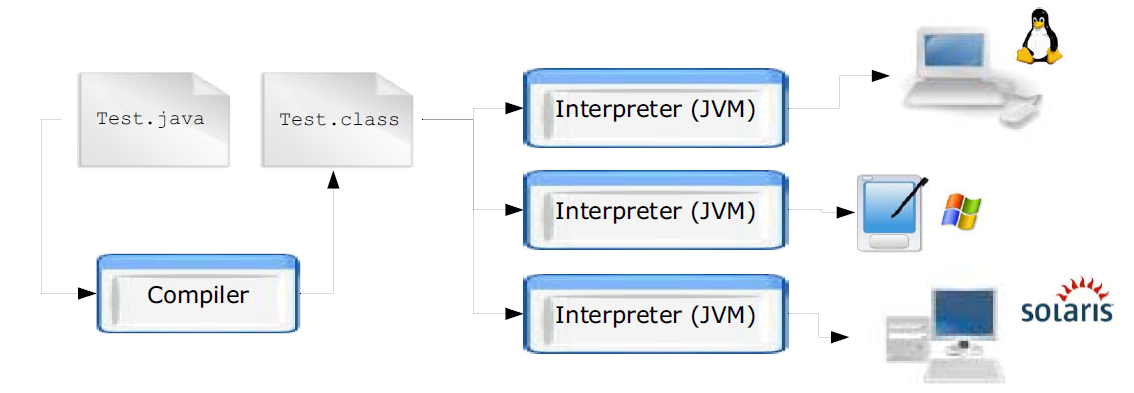 Test.java
Test.class
Compiler
Interpreter (JVM)
Interpreter (JVM)
Interpreter (JVM)
solaris